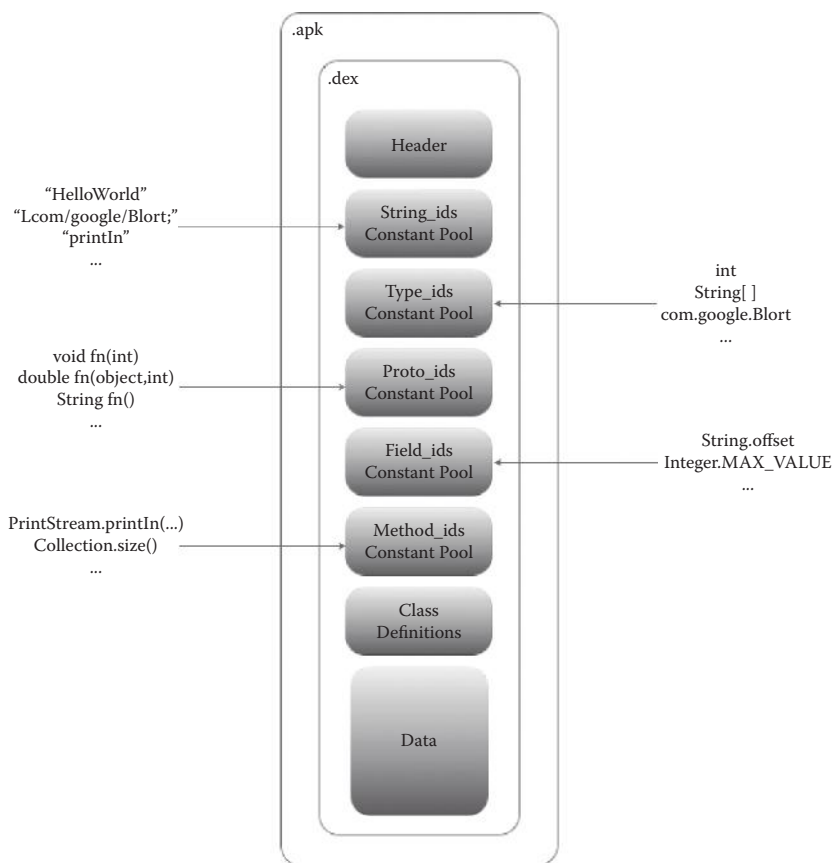 .apk
.dex
Header
“HelloWorld”
“Lcom/google/Blort;”
“printIn”
...
String_ids
Constant Pool
Type_ids
Constant Pool
int
String[ ]
com.google.Blort
...
void fn(int)
double fn(object,int)
String fn()
...
Proto_ids
Constant Pool
Field_ids
Constant Pool
String.offset
Integer.MAX_VALUE
...
PrintStream.printIn(...)
Collection.size()
...
Method_ids
Constant Pool
Class
Definitions
Data